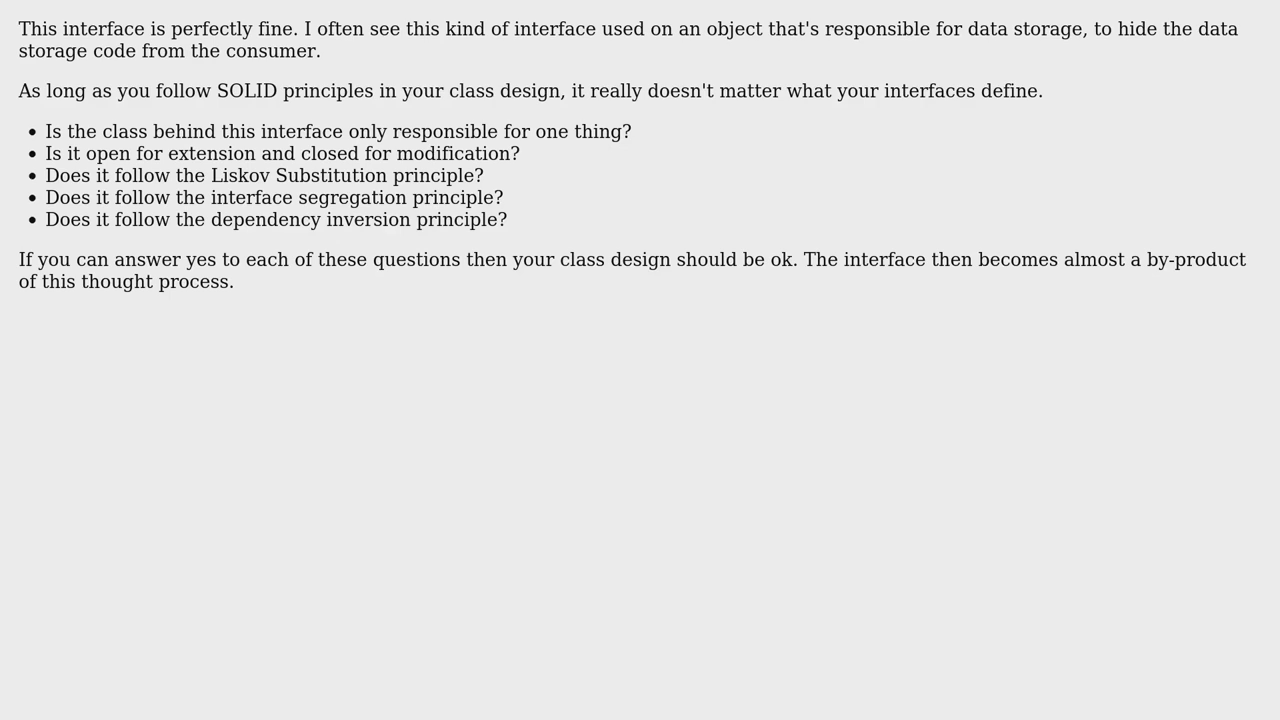 This interface is perfectly fine. I often see this kind of interface used on an object that's responsible for data storage, to hide the data
storage code from the consumer.
As long as you follow SOLID principles in your class design, it really doesn't matter what your interfaces define.
• Is the class behind this interface only responsible for one thing?
• Is it open for extension and closed for modification?
• Does it follow the Liskov Substitution principle?
• Does it follow the interface segregation principle?
• Does it follow the dependency inversion principle?
If you can answer yes to each of these questions then your class design should be ok. The interface then becomes almost a by-product
of this thought process.